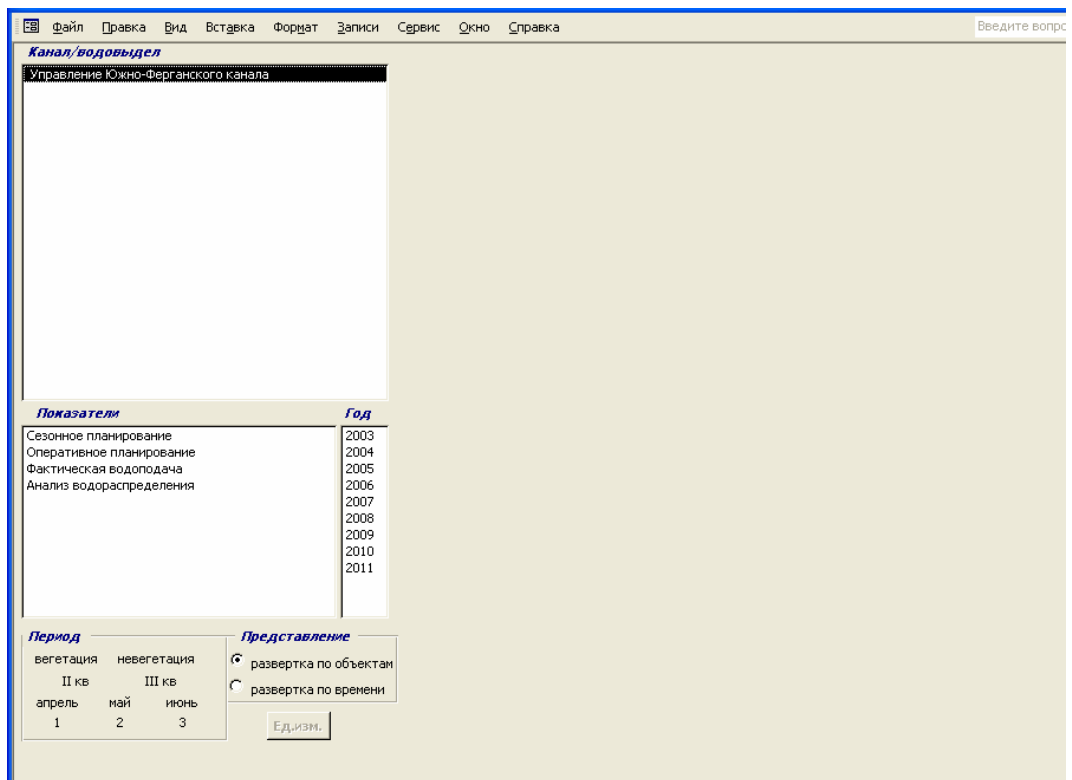 Файл Правка Вид Вставка Формат Записи Сервис Окно Справка Введите вопро
Канал/водовыдел
Управление Южно-Ферганского канала
Показатели Год
Сезонное планирование
Оперативное планирование
Фактическая водоподача
Анализ водораспределения
2003
2004
2005
2006
2007
2008
2009
2010
2011
Период
вегетация невегетация
II кв III кв
апрель май июнь
1 2 3
Представление
развертка по объектам
развертка по времени
Ед.изм.